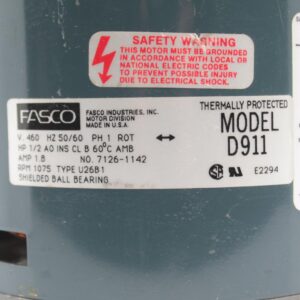 SAFETY WARNING
THIS MOTOR MUST BE GROUNDED
IN ACCORDANCE WITH LOCAL OR
NATIONAL ELECTRIC CODES
TO PREVENT POSSIBLE INJURY
DUE TO ELECTRICAL SHOCK.
FASCO
FASCO INDUSTRIES, INC.
MOTOR DIVISION
MADE IN U.S.A.
THERMALLY PROTECTED
MODEL
D911
V. 460 HZ 50/60 PH 1 ROT ↔
HP 1/2 AO INS CL B 60°C AMB
AMP 1.8 NO. 7126-1142
RPM 1075 TYPE U26B1
SHIELDED BALL BEARING
E2294